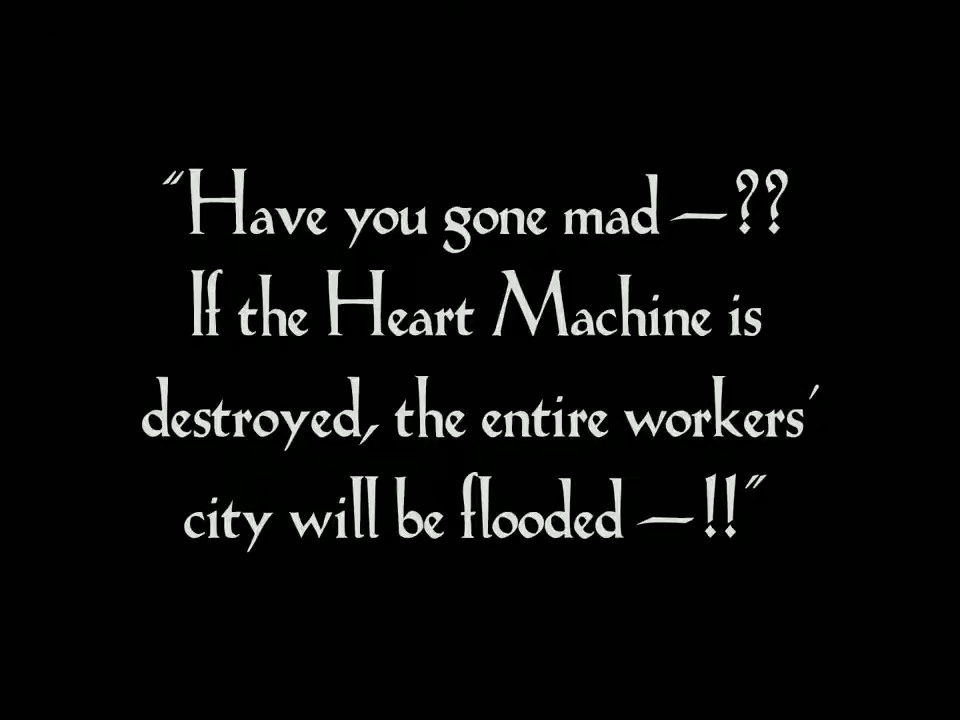 "Have you gone mad —??
If the Heart Machine is
destroyed, the entire workers'
city will be flooded —!!"